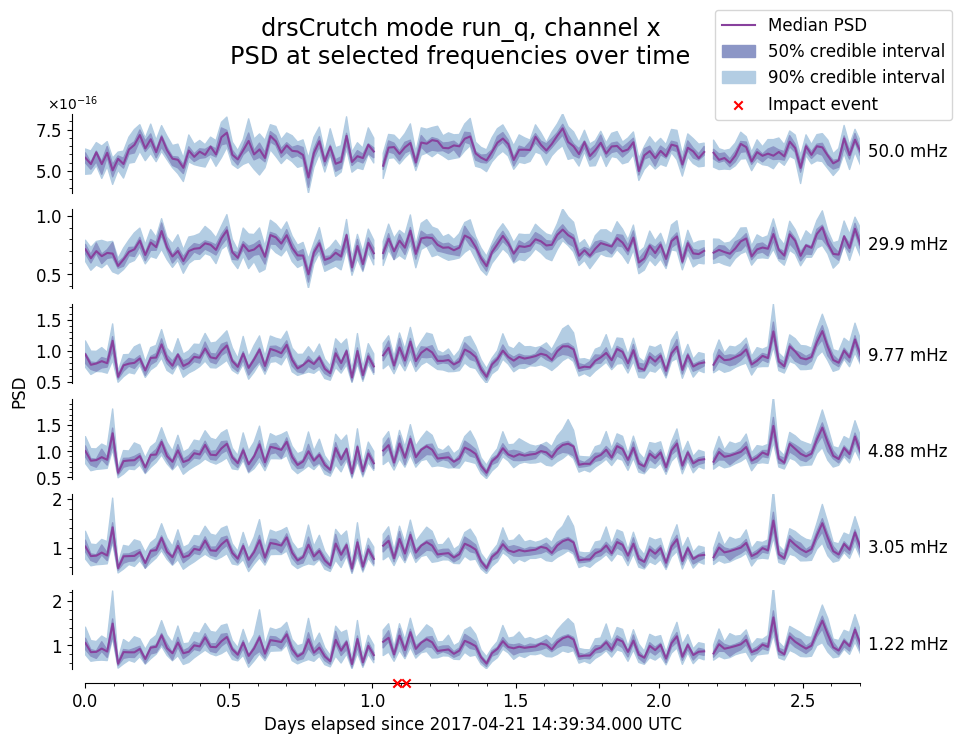 drsCrutch mode run_q, channel x
PSD at selected frequencies over time
Median PSD
50% credible interval
90% credible interval
Impact event
×10⁻¹⁶
7.5
5.0
50.0 mHz
1.0
0.5
29.9 mHz
1.5
1.0
0.5
9.77 mHz
PSD
1.5
1.0
0.5
4.88 mHz
2
1
3.05 mHz
2
1
1.22 mHz
0.0 0.5 1.0 1.5 2.0 2.5
Days elapsed since 2017-04-21 14:39:34.000 UTC